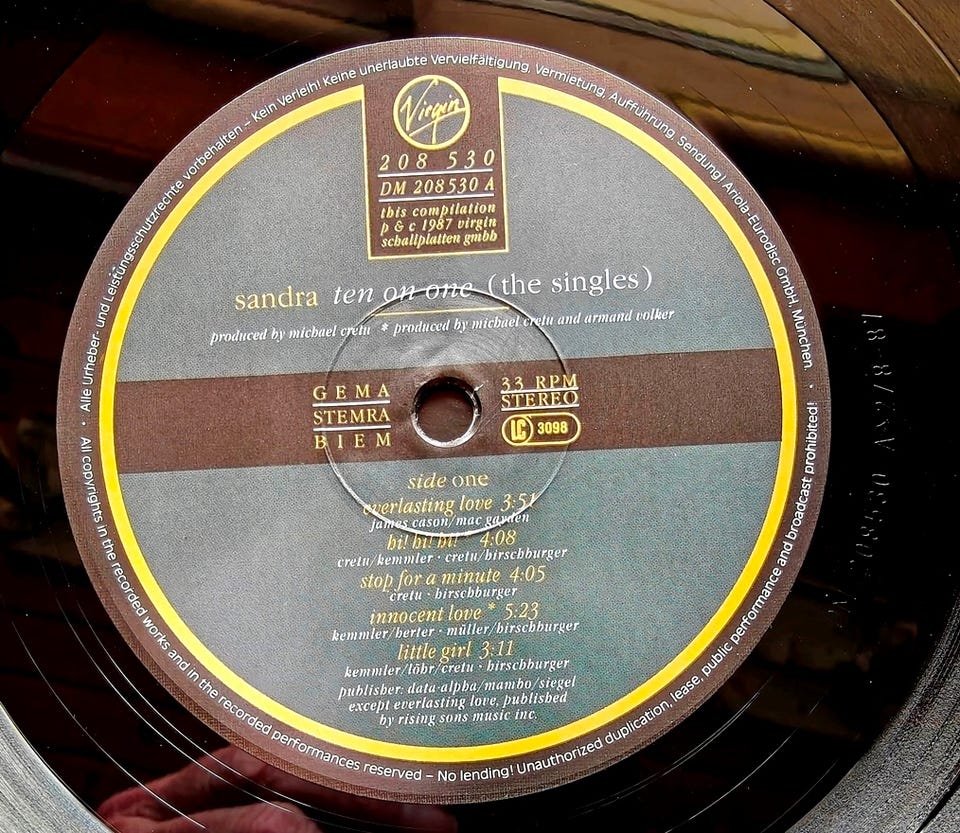 Alle Urheber- und Leistungsschutzrechte vorbehalten – Kein Verleih! Keine unerlaubte Vervielfältigung, Vermietung, Aufführung, Sendung! Ariola-Eurodisc GmbH, München
Virgin
208 530
DM 208530 A
this compilation
p & c 1987 virgin
schallplatten gmbh
sandra ten on one (the singles)
produced by michael cretu * produced by michael cretu and armand volker
GEMA
STEMRA
BIEM
33 RPM
STEREO
LC 3098
side one
everlasting love 3:51
james cason/mac gayden
hi! hi! hi! 4:08
cretu/kemmler · cretu/hirschburger
stop for a minute 4:05
cretu · hirschburger
innocent love * 5:23
kemmler/herter · müller/hirschburger
little girl 3:11
kemmler/löhr/cretu · hirschburger
publisher: data-alpha/mambo/siegel
except everlasting love, published
by rising sons music inc.
All copyrights in the recorded works and in the recorded performances reserved – No lending! Unauthorized duplication, lease, public performance and broadcast prohibited!